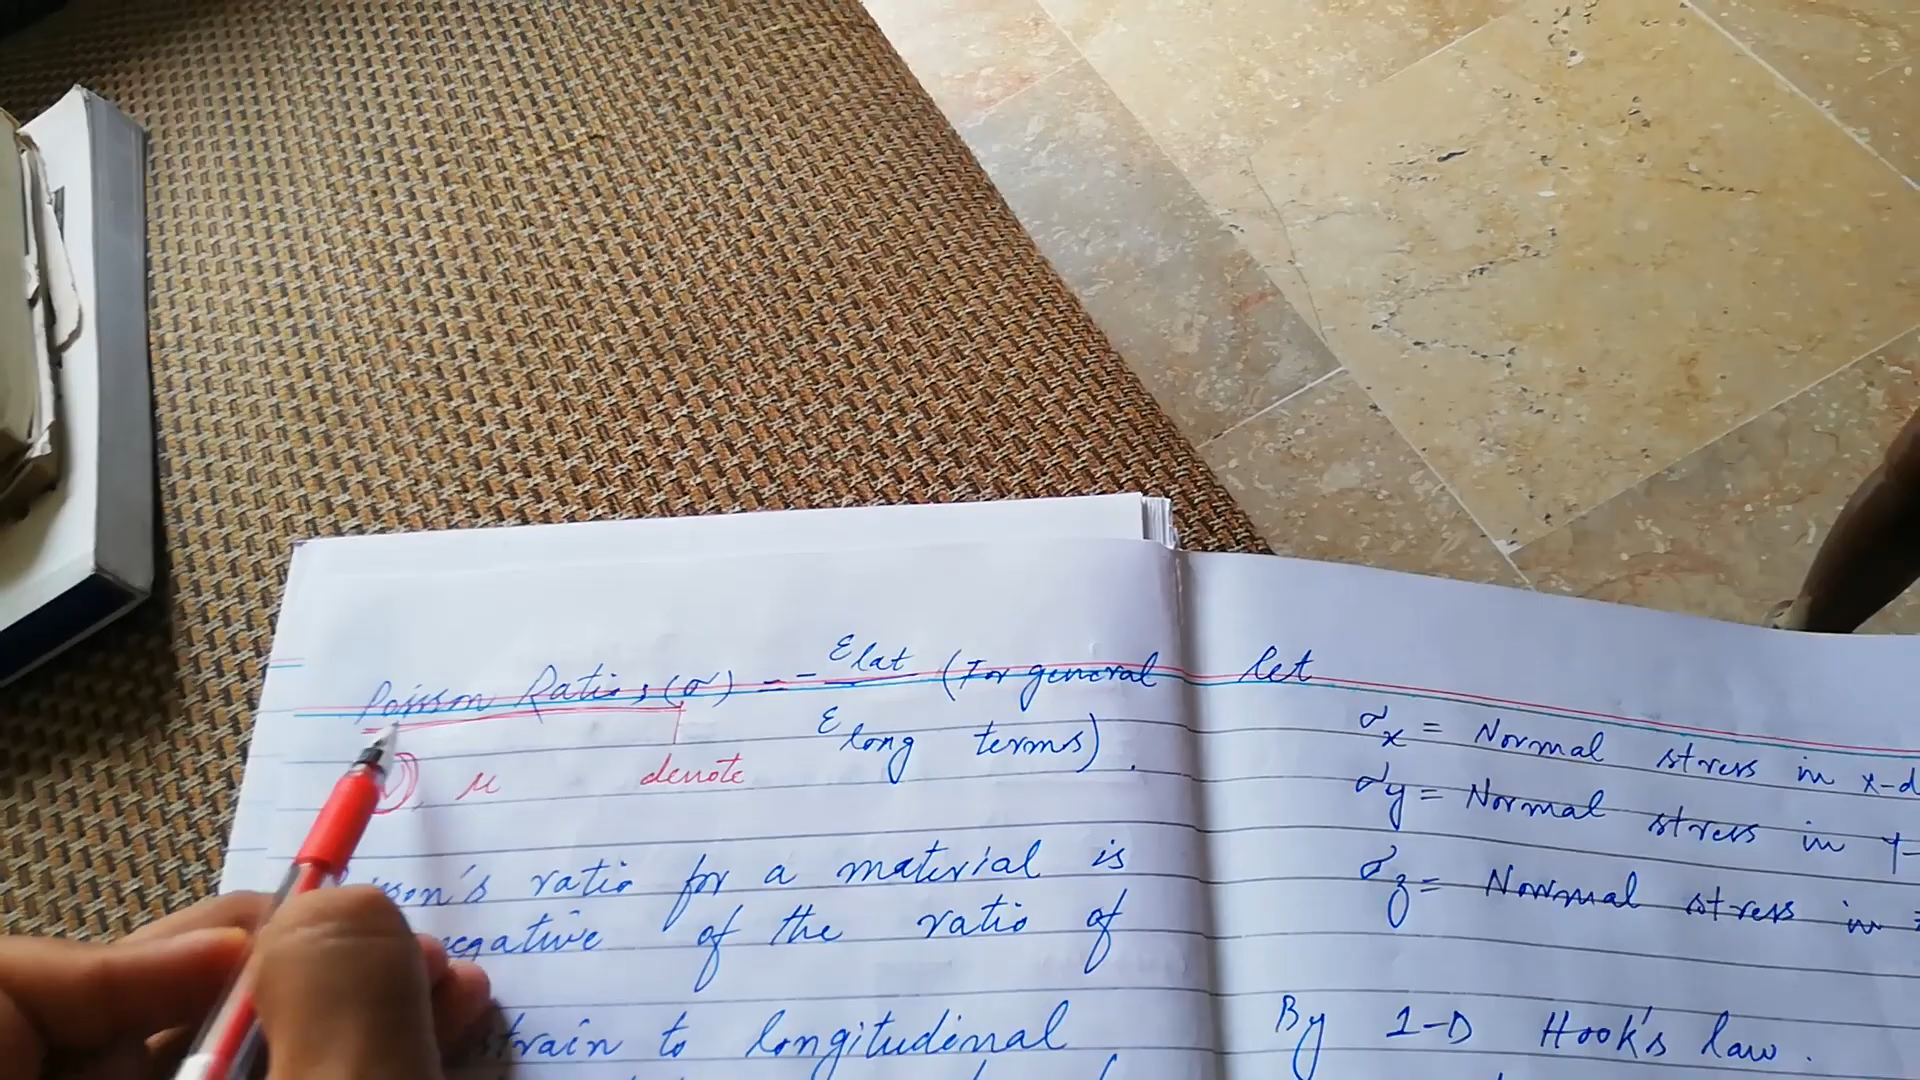 Poisson Ratio; (σ) = - εlat (For general
εlong terms).
μ denote
ratio for a material is
negative of the ratio of
strain to longitudinal
Let
σx = Normal stress in x-d
σy = Normal stress in y-
σz = Normal stress in
By 1-D Hook's law.